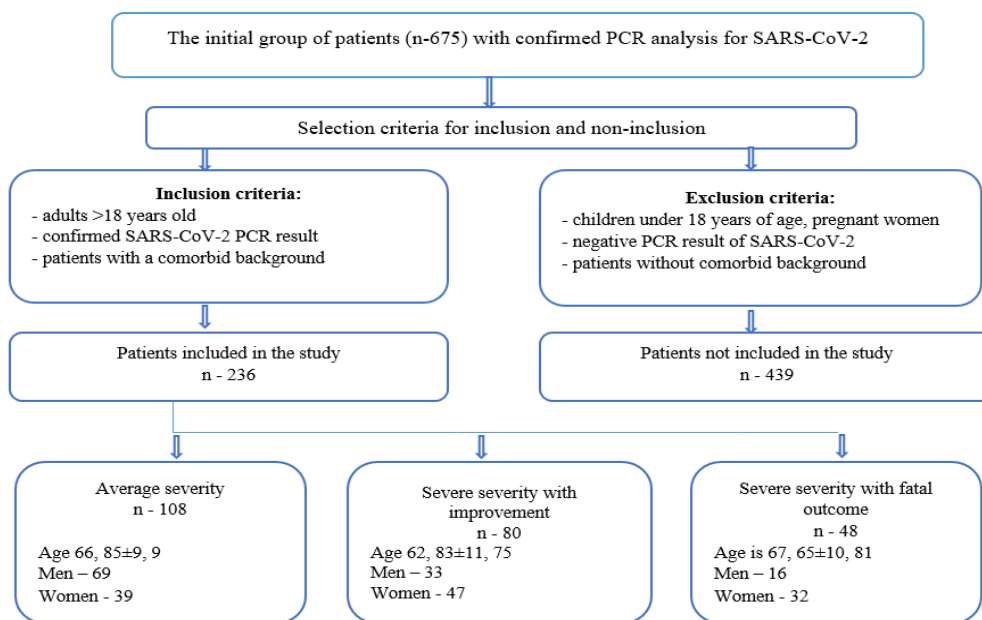 The initial group of patients (n-675) with confirmed PCR analysis for SARS-CoV-2
Selection criteria for inclusion and non-inclusion
Inclusion criteria:
- adults >18 years old
- confirmed SARS-CoV-2 PCR result
- patients with a comorbid background
Exclusion criteria:
- children under 18 years of age, pregnant women
- negative PCR result of SARS-CoV-2
- patients without comorbid background
Patients included in the study
n - 236
Patients not included in the study
n - 439
Average severity
n - 108
Age 66, 85±9, 9
Men – 69
Women - 39
Severe severity with
improvement
n - 80
Age 62, 83±11, 75
Men – 33
Women - 47
Severe severity with fatal
outcome
n - 48
Age is 67, 65±10, 81
Men – 16
Women - 32